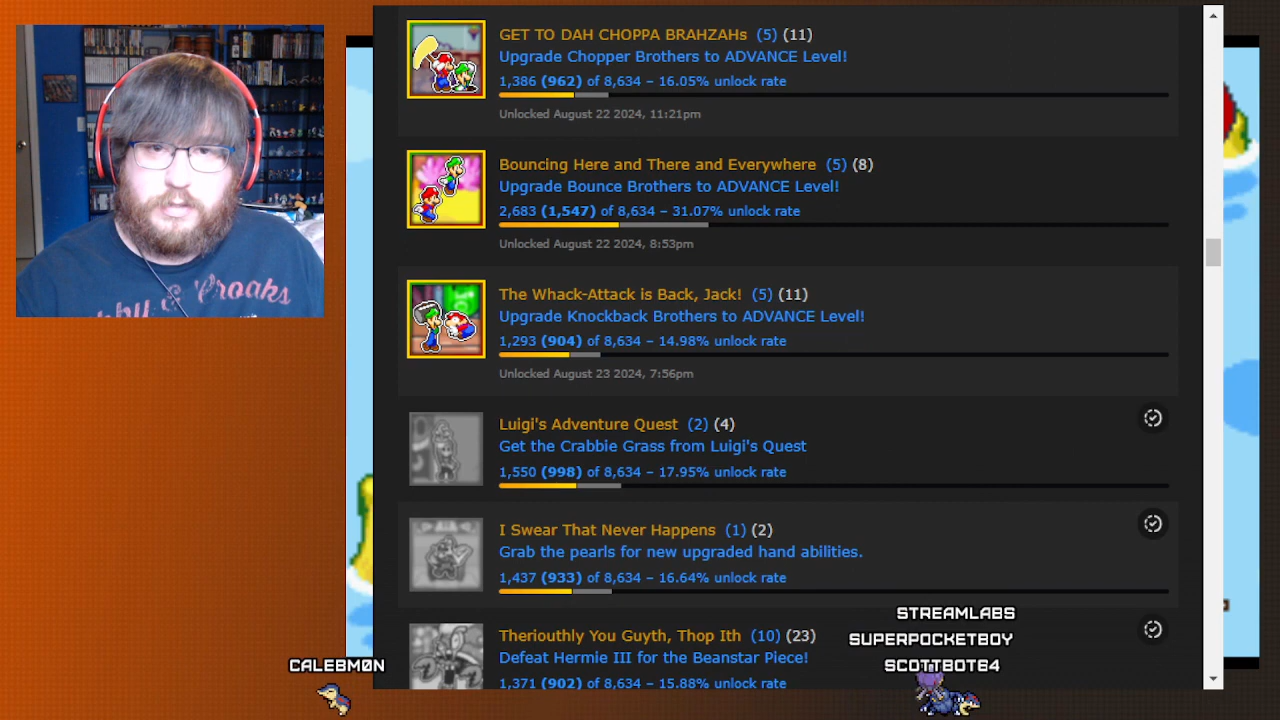 GET TO DAH CHOPPA BRAHZAHs (5) (11)
Upgrade Chopper Brothers to ADVANCE Level!
1,386 (962) of 8,634 – 16.05% unlock rate
Unlocked August 22 2024, 11:21pm
Bouncing Here and There and Everywhere (5) (8)
Upgrade Bounce Brothers to ADVANCE Level!
2,683 (1,547) of 8,634 – 31.07% unlock rate
Unlocked August 22 2024, 8:53pm
The Whack-Attack is Back, Jack! (5) (11)
Upgrade Knockback Brothers to ADVANCE Level!
1,293 (904) of 8,634 – 14.98% unlock rate
Unlocked August 23 2024, 7:56pm
Luigi's Adventure Quest (2) (4)
Get the Crabbie Grass from Luigi's Quest
1,550 (998) of 8,634 – 17.95% unlock rate
I Swear That Never Happens (1) (2)
Grab the pearls for new upgraded hand abilities.
1,437 (933) of 8,634 – 16.64% unlock rate
Theriouthly You Guyth, Thop Ith (10) (23)
Defeat Hermie III for the Beanstar Piece!
1,371 (902) of 8,634 – 15.88% unlock rate
STREAMLABS
SUPERPOCKETBOY
CALEBM0N
SCOTTBOT64